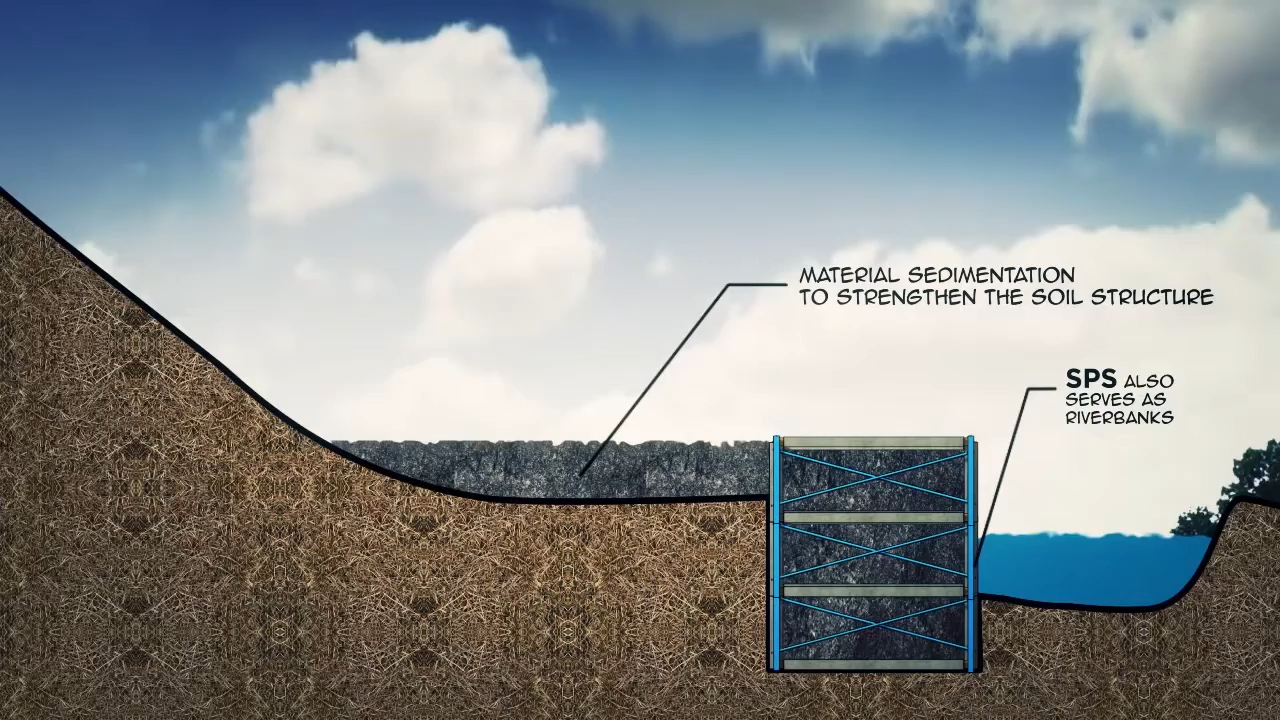 MATERIAL SEDIMENTATION
TO STRENGTHEN THE SOIL STRUCTURE
SPS ALSO
SERVES AS
RIVERBANKS